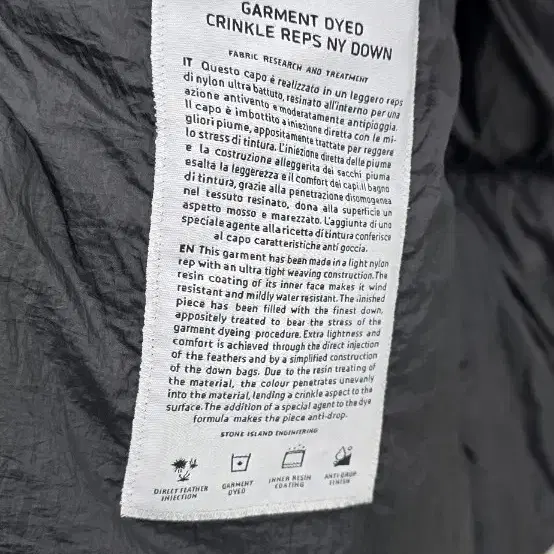 GARMENT DYED
CRINKLE REPS NY DOWN
FABRIC RESEARCH AND TREATMENT
IT Questo capo è realizzato in un leggero reps
di nylon ultra battuto, resinato all'interno per una
azione antivento e moderatamente antipioggia.
Il capo è imbottito a iniezione diretta con le mi-
gliori piume, appositamente trattate per reggere
lo stress di tintura. L'iniezione diretta delle piume
e la costruzione alleggerita dei sacchi piuma
esalta la leggerezza e il comfort dei capi. Il bagno
di tintura, grazie alla penetrazione disomogenea
nel tessuto resinato, dona alla superficie un
aspetto mosso e marezzato. L'aggiunta di uno
speciale agente alla ricetta di tintura conferisce
al capo caratteristiche anti goccia.
EN This garment has been made in a light nylon
rep with an ultra tight weaving construction. The
resin coating of its inner face makes it wind
resistant and mildly water resistant. The finished
piece has been filled with the finest down,
appositely treated to bear the stress of the
garment dyeing procedure. Extra lightness and
comfort is achieved through the direct injection
of the feathers and by a simplified construction
of the down bags. Due to the resin treating of
the material, the colour penetrates unevenly
into the material, lending a crinkle aspect to the
surface. The addition of a special agent to the dye
formula makes the piece anti-drop.
STONE ISLAND ENGINEERING
DIRECT FEATHER
INJECTION
GARMENT
DYED
INNER RESIN
COATING
ANTI DROP
FINISH